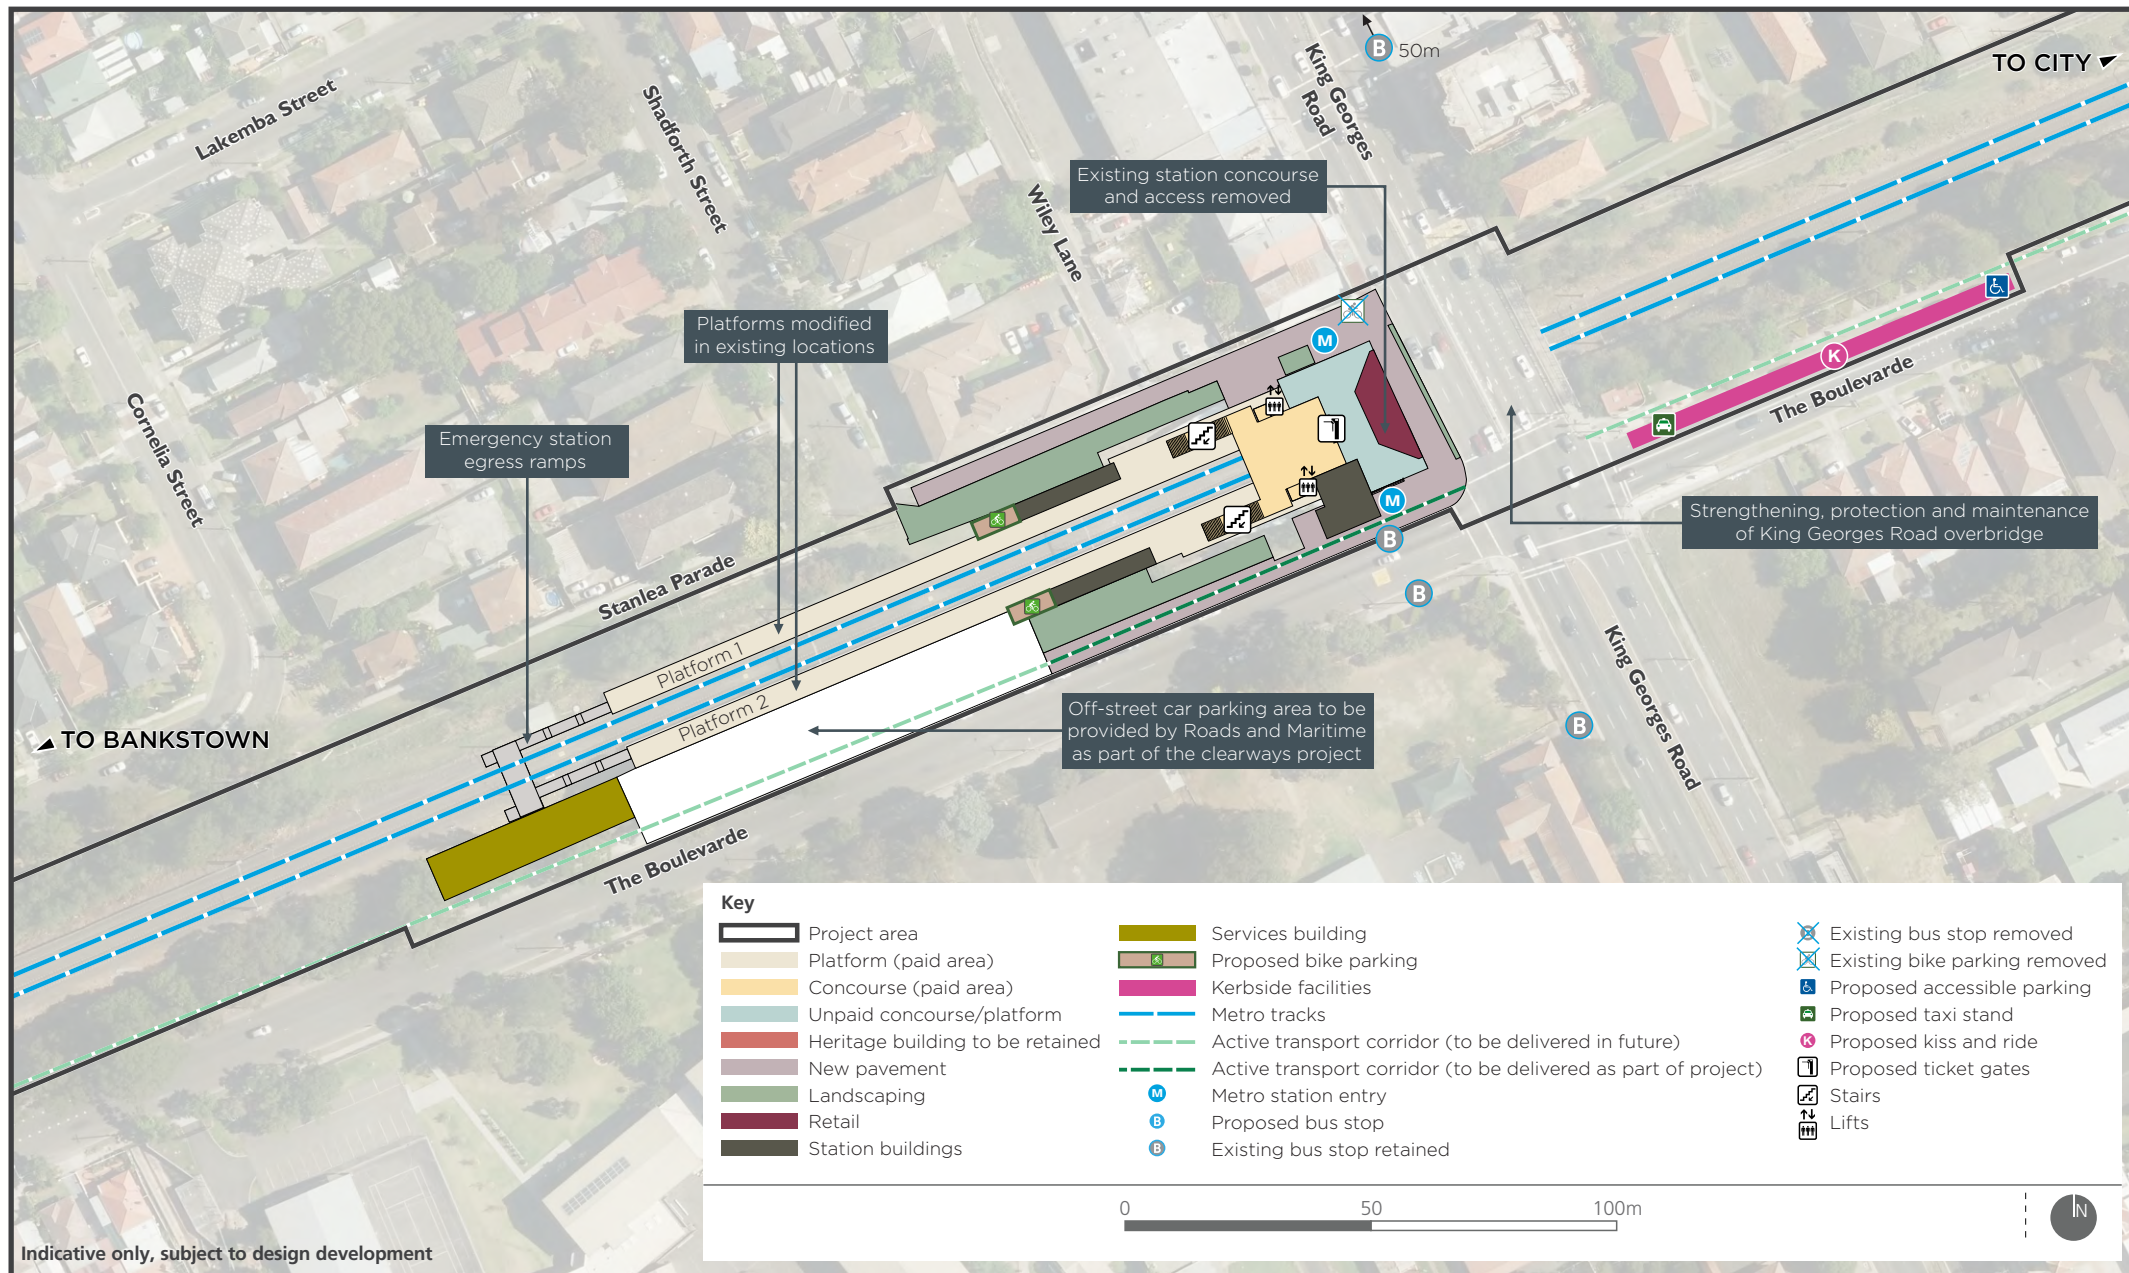 B 50m
King Georges
Road
TO CITY
Lakemba Street
Shadforth Street
Existing station concourse
and access removed
Wiley Lane
Platforms modified
in existing locations
M
K
The Boulevarde
Cornelia Street
Emergency station
egress ramps
M
Strengthening, protection and maintenance
of King Georges Road overbridge
B
B
Stanlea Parade
King Georges Road
Platform 1
Platform 2
Off-street car parking area to be
provided by Roads and Maritime
as part of the clearways project
B
TO BANKSTOWN
The Boulevarde
Key
Project area
Platform (paid area)
Concourse (paid area)
Unpaid concourse/platform
Heritage building to be retained
New pavement
Landscaping
Retail
Station buildings
Services building
Proposed bike parking
Kerbside facilities
Metro tracks
Active transport corridor (to be delivered in future)
Active transport corridor (to be delivered as part of project)
M Metro station entry
B Proposed bus stop
B Existing bus stop retained
Existing bus stop removed
Existing bike parking removed
Proposed accessible parking
Proposed taxi stand
K Proposed kiss and ride
Proposed ticket gates
Stairs
Lifts
0 50 100m
N
Indicative only, subject to design development